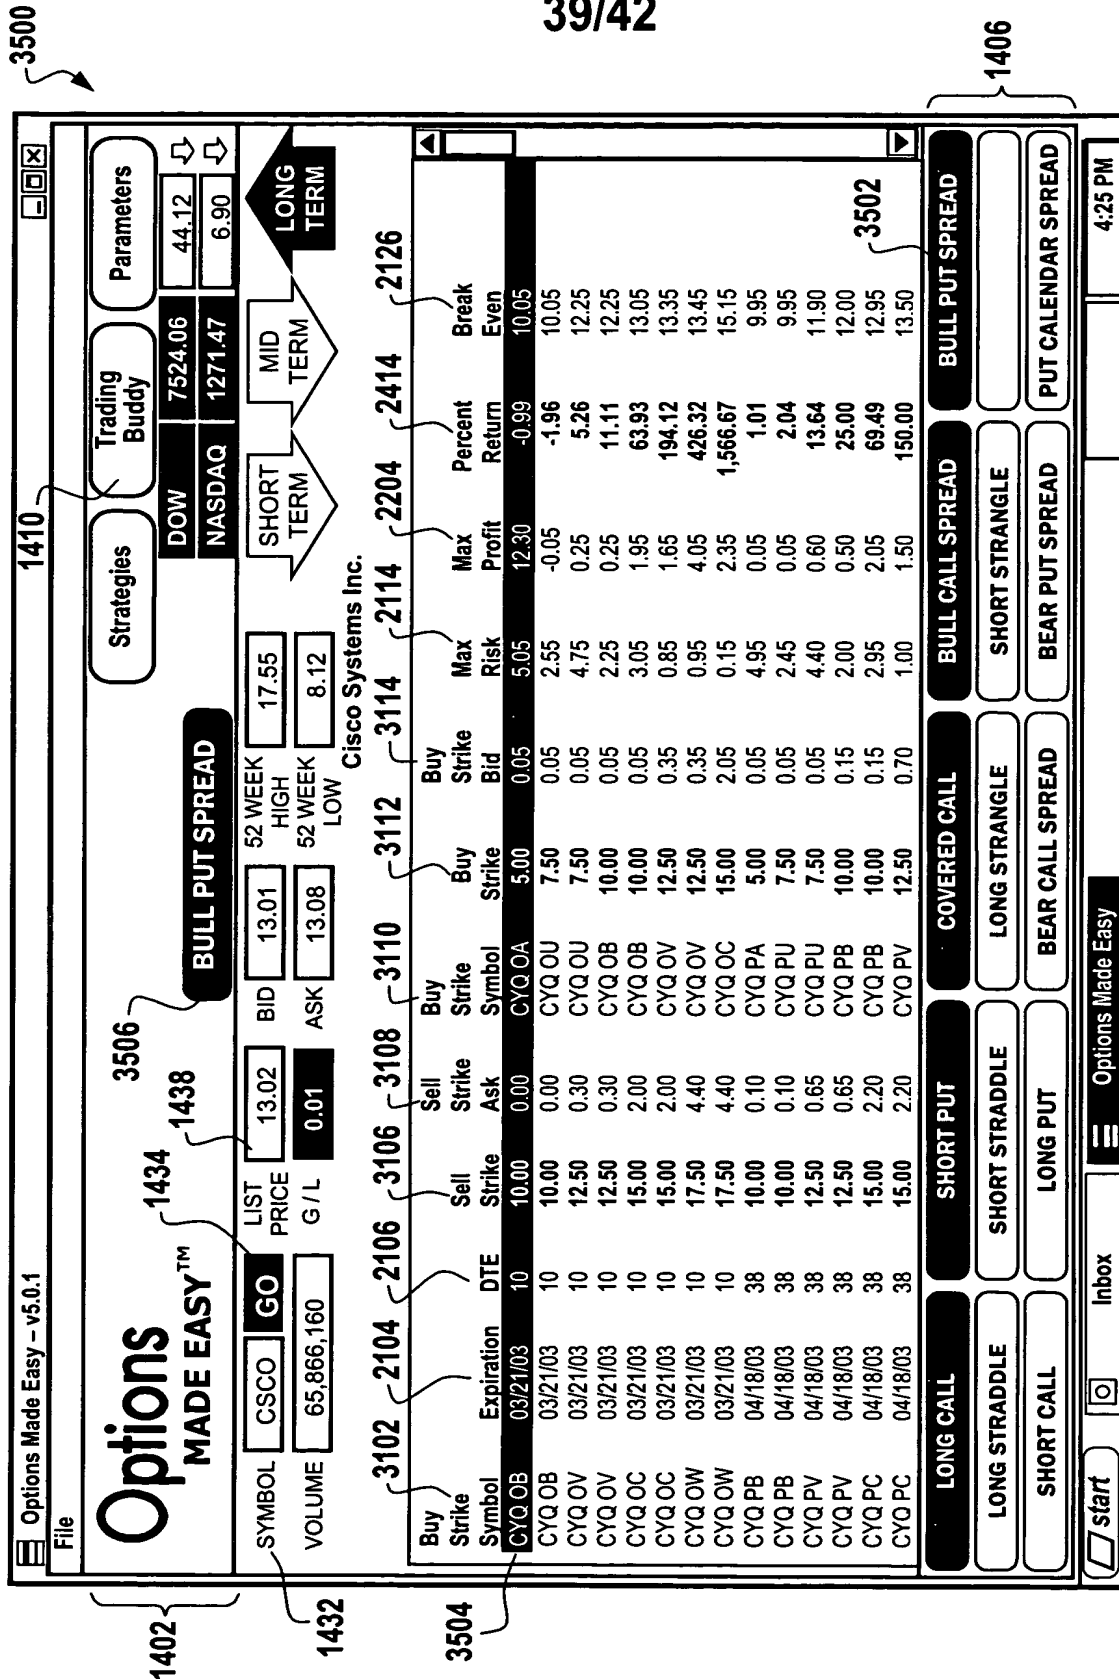 39/42
3500
Options Made Easy – v5.0.1
File
1410
1402
Options
MADE EASY™
Strategies
Trading
Buddy
Parameters
3506
BULL PUT SPREAD
DOW 7524.06 44.12
NASDAQ 1271.47 6.90
1432
1434
1438
SYMBOL CSCO GO
LIST
PRICE 13.02
BID 13.01
52 WEEK
HIGH 17.55
VOLUME 65,866,160
G / L 0.01
ASK 13.08
52 WEEK
LOW 8.12
SHORT
TERM
MID
TERM
LONG
TERM
Cisco Systems Inc.
3102 2104 2106 3106 3108 3110 3112 3114 2114 2204 2414 2126
Buy Strike Symbol Expiration DTE Sell Strike Sell Strike Ask Buy Strike Symbol Buy Strike Buy Strike Bid Max Risk Max Profit Percent Return Break Even
3504
CYQ OB 03/21/03 10 10.00 0.00 CYQ OA 5.00 0.05 5.05 12.30 -0.99 10.05
CYQ OB 03/21/03 10 10.00 0.00 CYQ OU 7.50 0.05 2.55 -0.05 -1.96 10.05
CYQ OV 03/21/03 10 12.50 0.30 CYQ OU 7.50 0.05 4.75 0.25 5.26 12.25
CYQ OV 03/21/03 10 12.50 0.30 CYQ OB 10.00 0.05 2.25 0.25 11.11 12.25
CYQ OC 03/21/03 10 15.00 2.00 CYQ OB 10.00 0.05 3.05 1.95 63.93 13.05
CYQ OC 03/21/03 10 15.00 2.00 CYQ OV 12.50 0.35 0.85 1.65 194.12 13.35
CYQ OW 03/21/03 10 17.50 4.40 CYQ OV 12.50 0.35 0.95 4.05 426.32 13.45
CYQ OW 03/21/03 10 17.50 4.40 CYQ OC 15.00 2.05 0.15 2.35 1,566.67 15.15
CYQ PB 04/18/03 38 10.00 0.10 CYQ PA 5.00 0.05 4.95 0.05 1.01 9.95
CYQ PB 04/18/03 38 10.00 0.10 CYQ PU 7.50 0.05 2.45 0.05 2.04 9.95
CYQ PV 04/18/03 38 12.50 0.65 CYQ PU 7.50 0.05 4.40 0.60 13.64 11.90
CYQ PV 04/18/03 38 12.50 0.65 CYQ PB 10.00 0.15 2.00 0.50 25.00 12.00
CYQ PC 04/18/03 38 15.00 2.20 CYQ PB 10.00 0.15 2.95 2.05 69.49 12.95
CYQ PC 04/18/03 38 15.00 2.20 CYQ PV 12.50 0.70 1.00 1.50 150.00 13.50
3502
LONG CALL SHORT PUT COVERED CALL BULL CALL SPREAD BULL PUT SPREAD
LONG STRADDLE SHORT STRADDLE LONG STRANGLE SHORT STRANGLE
SHORT CALL LONG PUT BEAR CALL SPREAD BEAR PUT SPREAD PUT CALENDAR SPREAD
1406
start Inbox Options Made Easy 4:25 PM